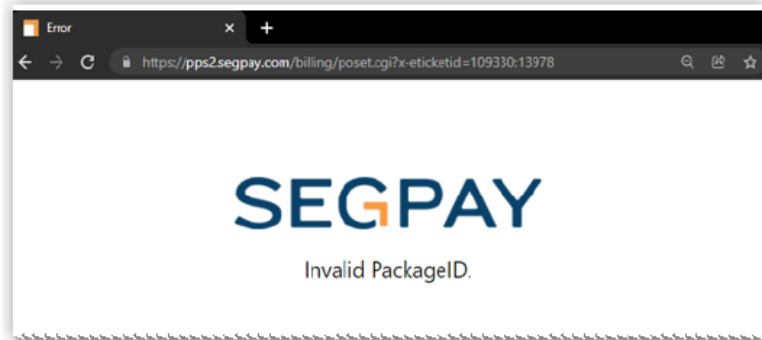 Error
https://pps2.segpay.com/billing/poset.cgi?x-eticketid=109330:13978
SEGPAY
Invalid PackageID.